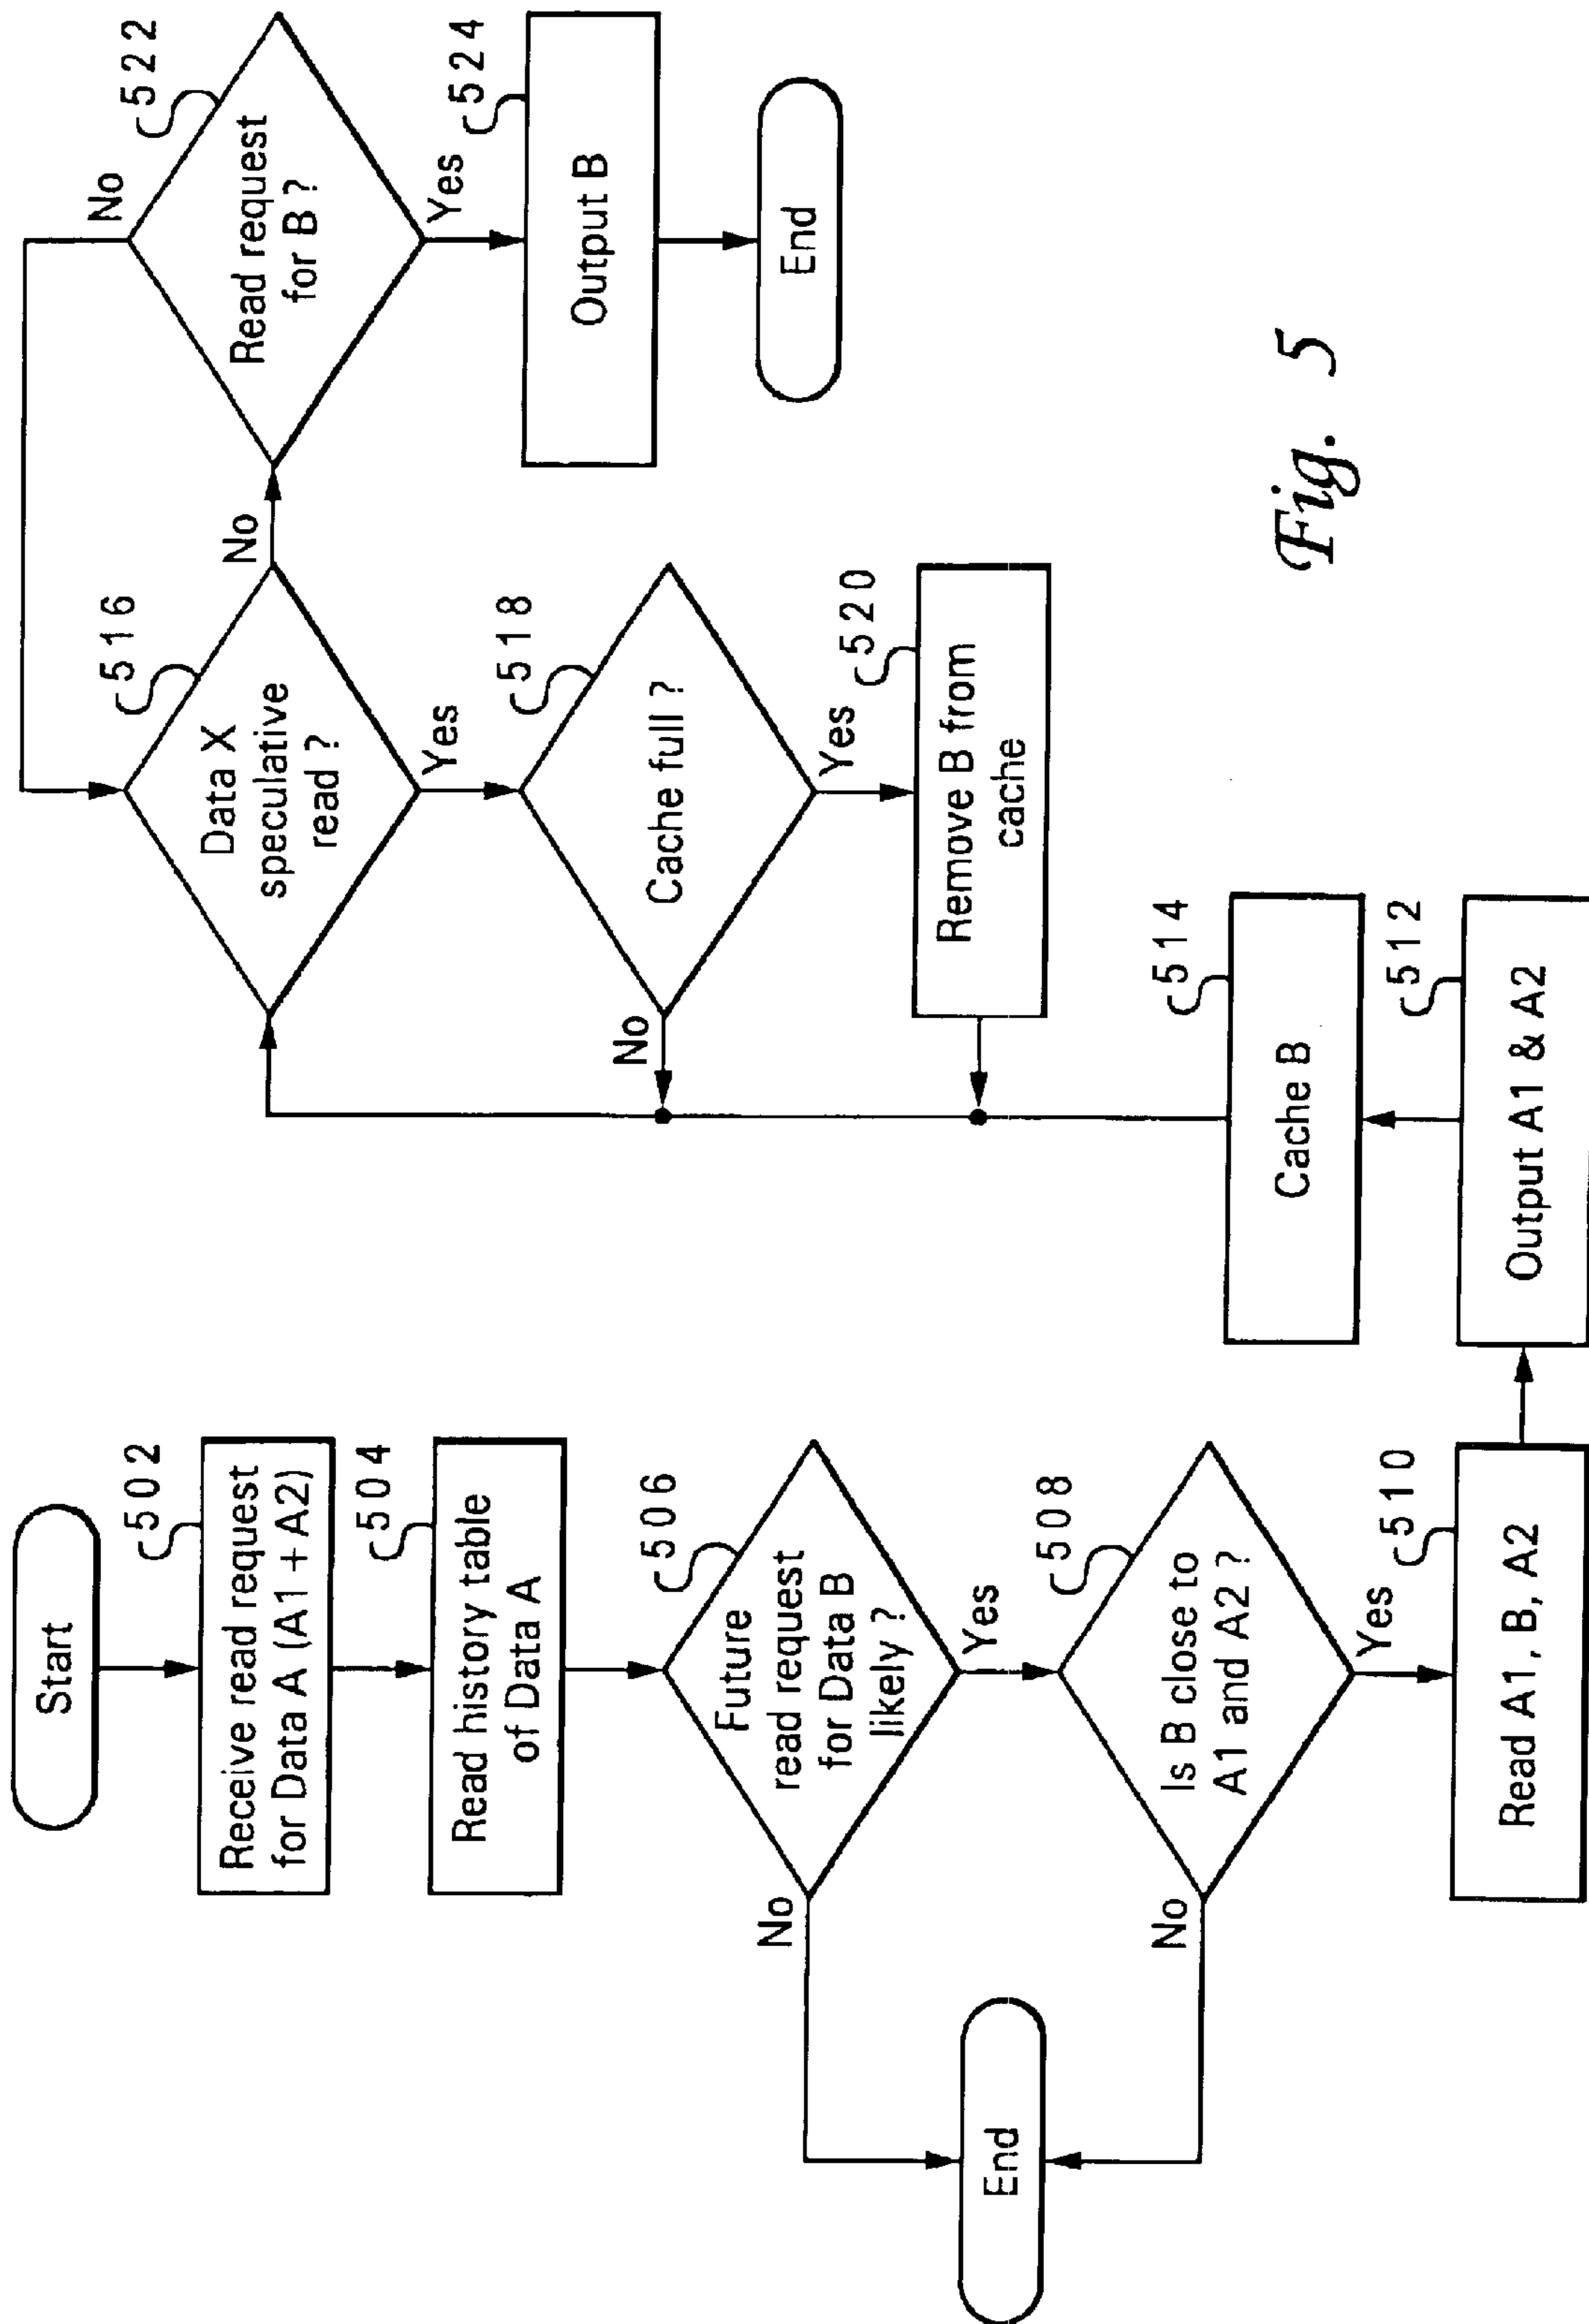 Start
502
Receive read request
for Data A (A1 + A2)
504
Read history table
of Data A
506
Future
read request
for Data B
likely ?
No
Yes
508
Is B close to
A1 and A2 ?
No
Yes
End
510
Read A1, B, A2
512
Output A1 & A2
514
Cache B
516
Data X
speculative
read ?
No
Yes
518
Cache full ?
No
Yes
520
Remove B from
cache
522
Read request
for B ?
No
Yes
524
Output B
End
Fig. 5